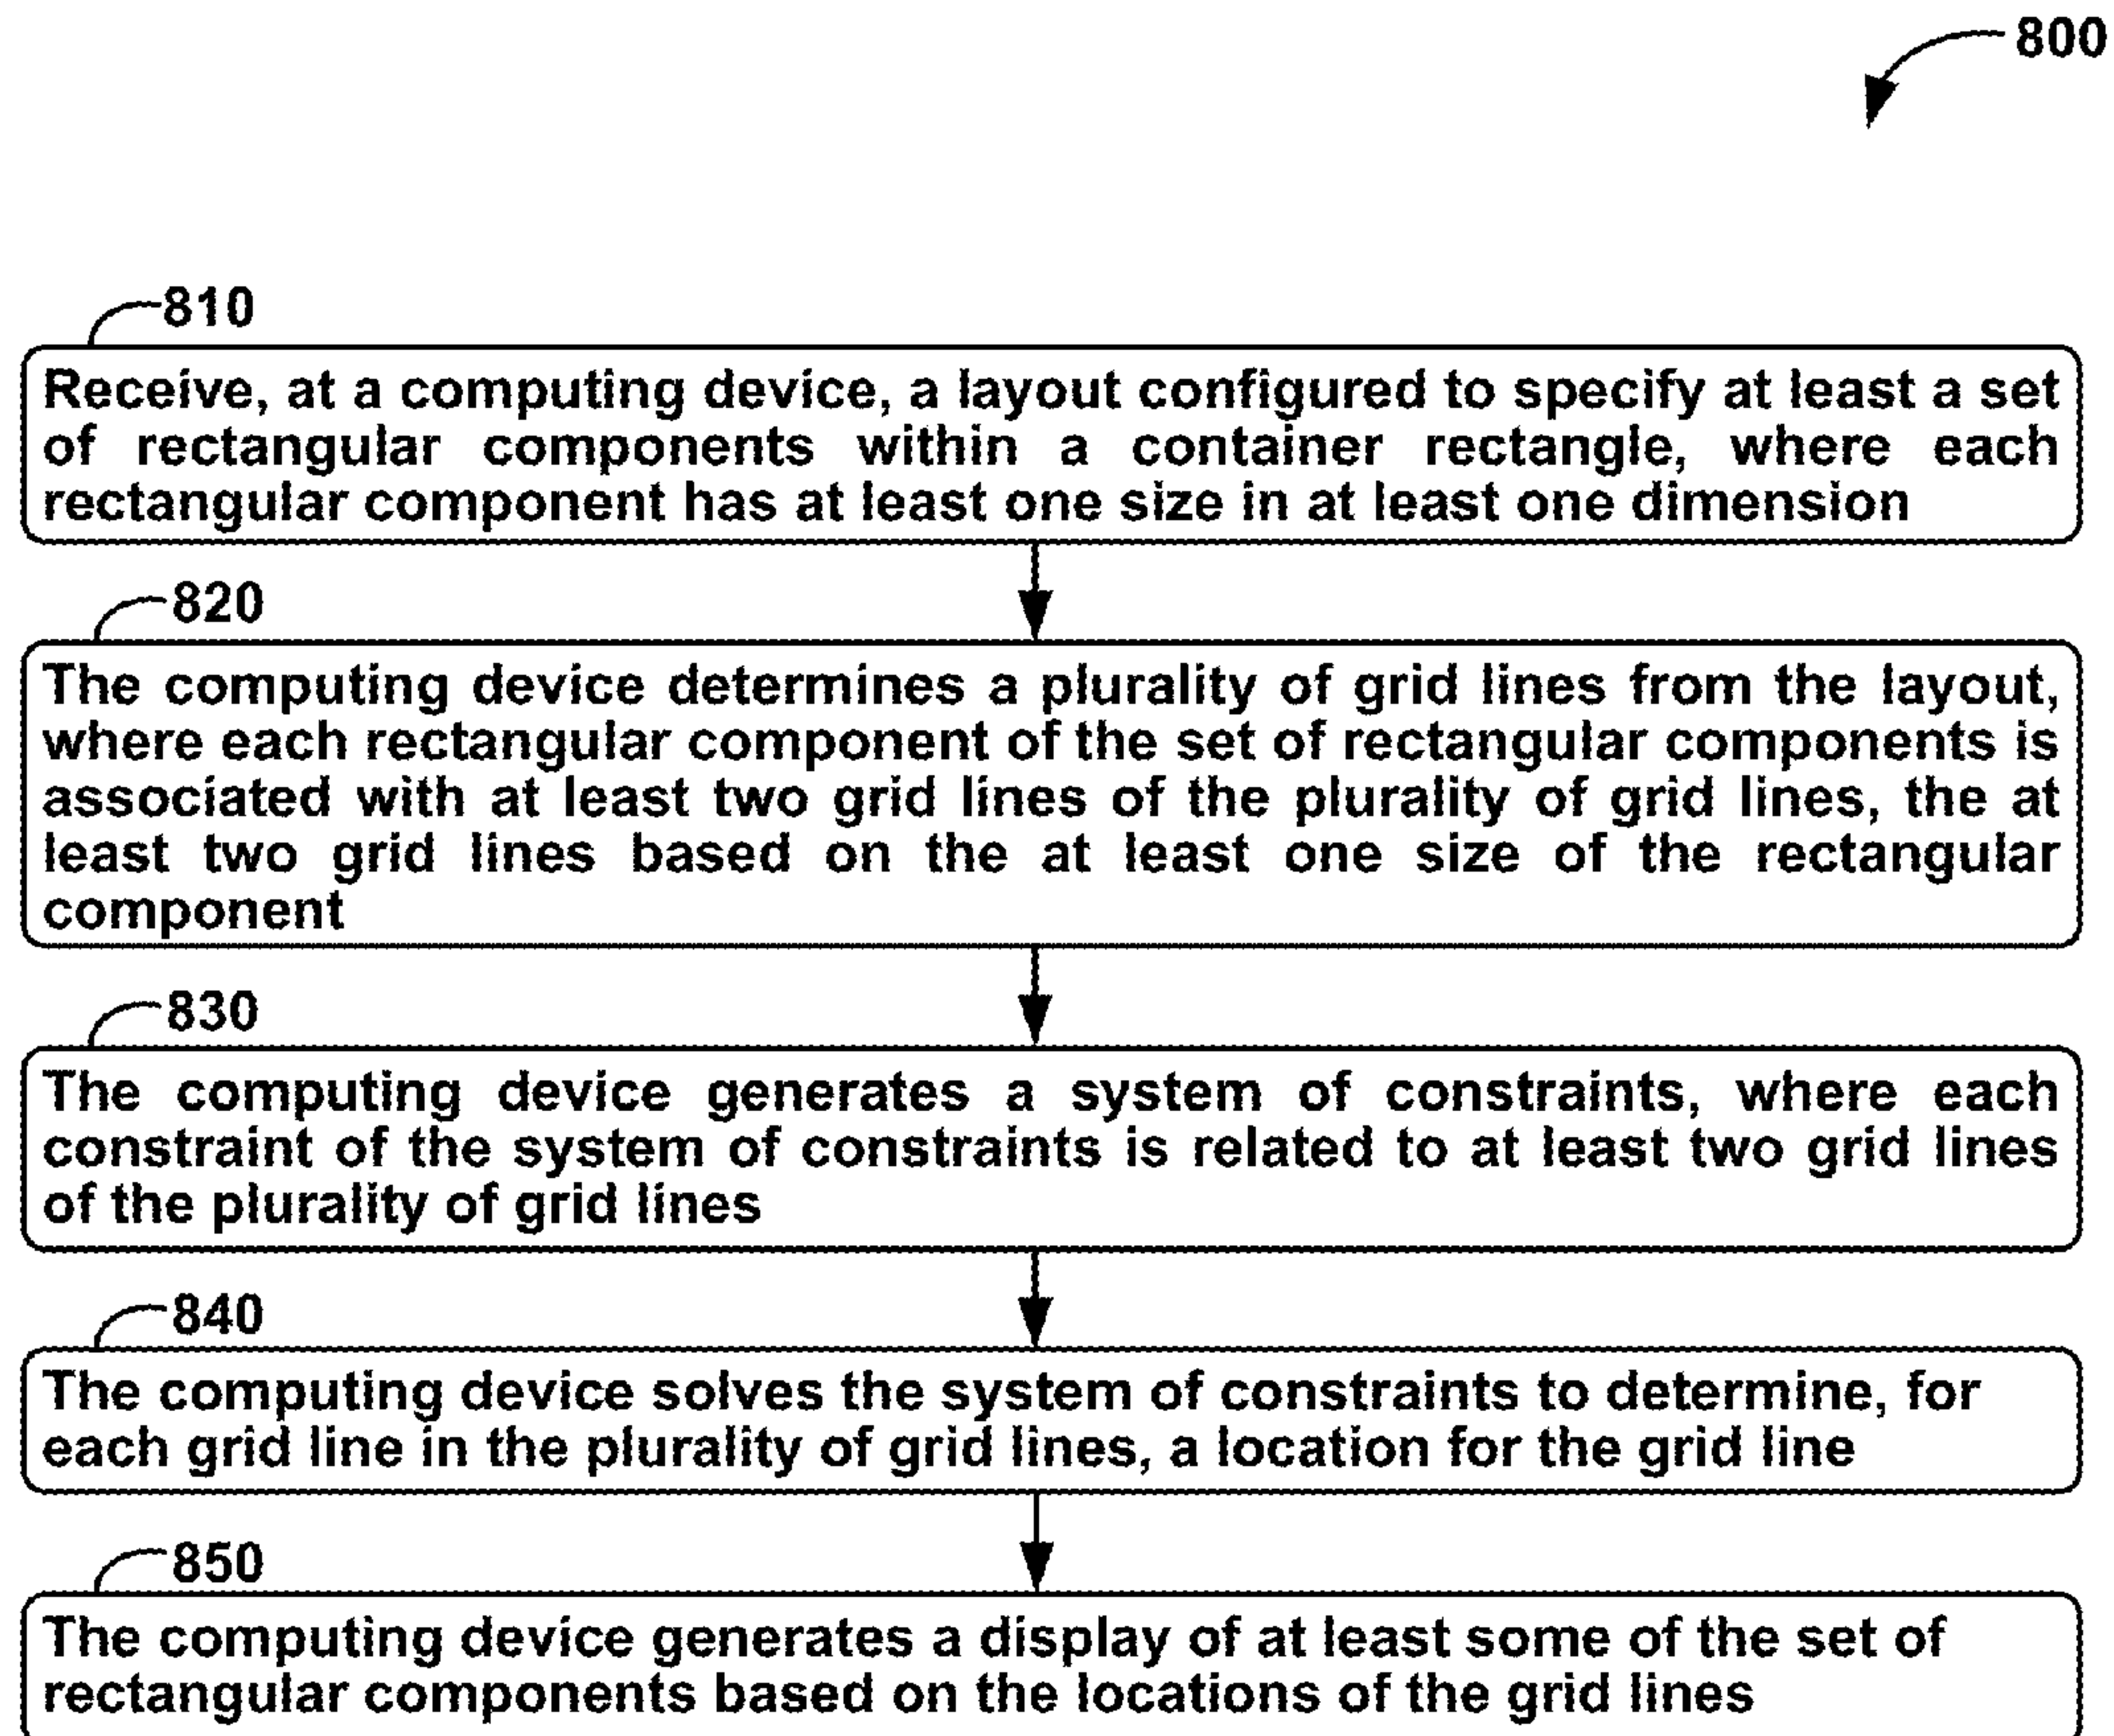 800
810
Receive, at a computing device, a layout configured to specify at least a set
of rectangular components within a container rectangle, where each
rectangular component has at least one size in at least one dimension
820
The computing device determines a plurality of grid lines from the layout,
where each rectangular component of the set of rectangular components is
associated with at least two grid lines of the plurality of grid lines, the at
least two grid lines based on the at least one size of the rectangular
component
830
The computing device generates a system of constraints, where each
constraint of the system of constraints is related to at least two grid lines
of the plurality of grid lines
840
The computing device solves the system of constraints to determine, for
each grid line in the plurality of grid lines, a location for the grid line
850
The computing device generates a display of at least some of the set of
rectangular components based on the locations of the grid lines